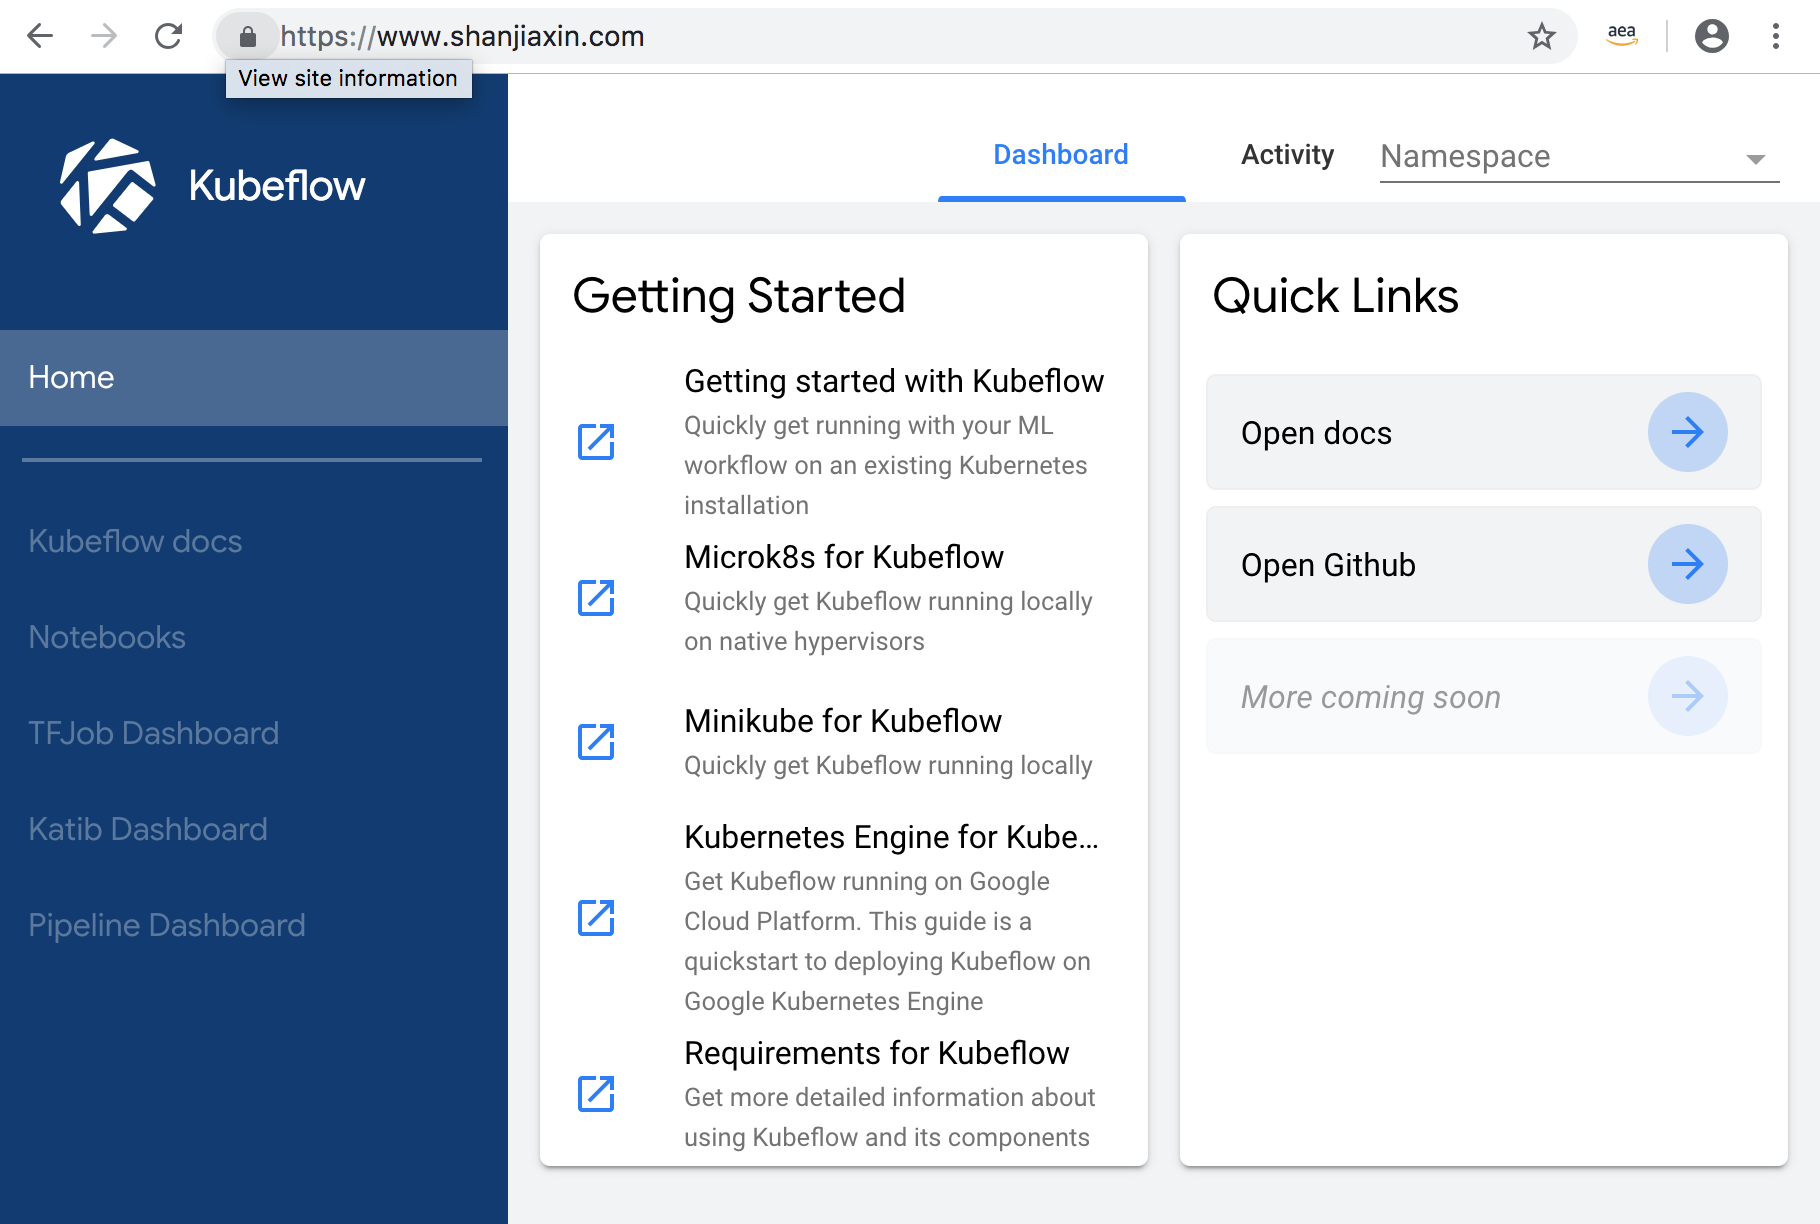 https://www.shanjiaxin.com
aea
View site information
Kubeflow
Dashboard
Activity
Namespace
Home
Kubeflow docs
Notebooks
TFJob Dashboard
Katib Dashboard
Pipeline Dashboard
Getting Started
Getting started with Kubeflow
Quickly get running with your ML
workflow on an existing Kubernetes
installation
Microk8s for Kubeflow
Quickly get Kubeflow running locally
on native hypervisors
Minikube for Kubeflow
Quickly get Kubeflow running locally
Kubernetes Engine for Kube...
Get Kubeflow running on Google
Cloud Platform. This guide is a
quickstart to deploying Kubeflow on
Google Kubernetes Engine
Requirements for Kubeflow
Get more detailed information about
using Kubeflow and its components
Quick Links
Open docs
Open Github
More coming soon